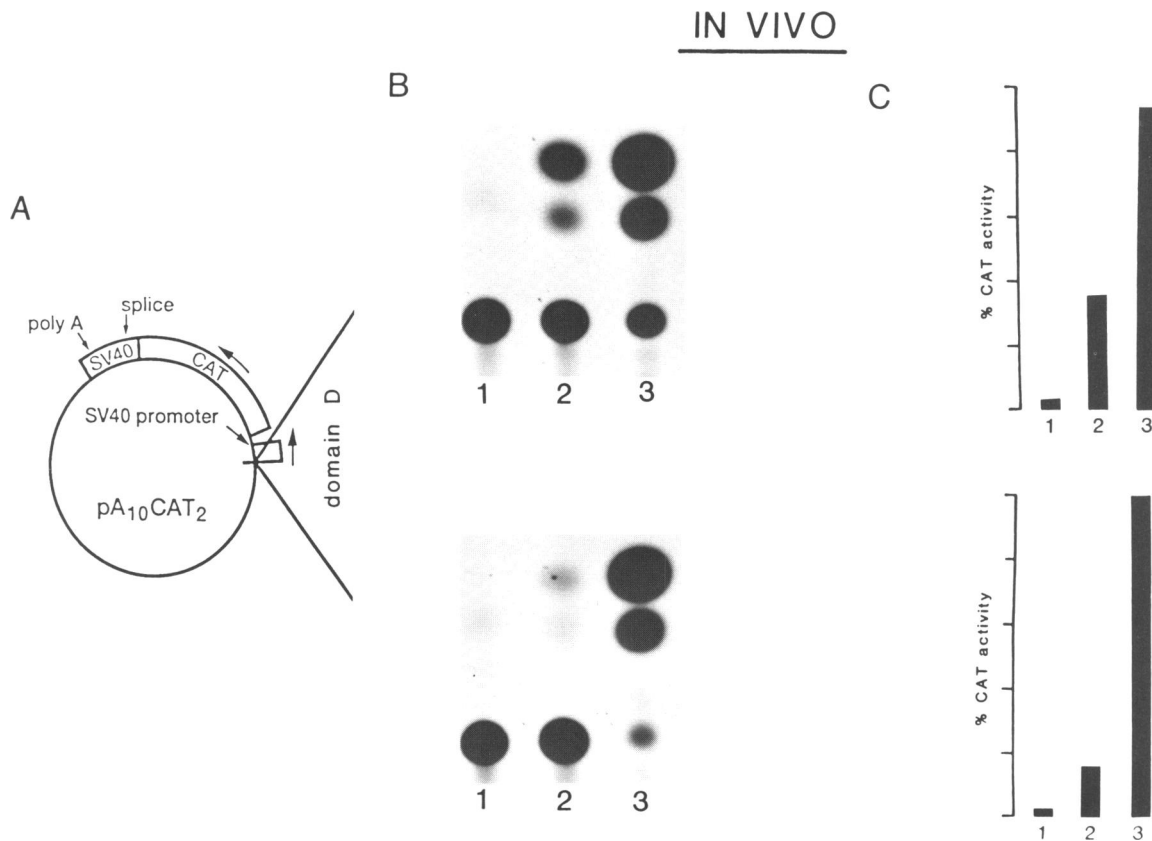 IN VIVO
A
splice
poly A
SV40
CAT
SV40 promoter
domain D
pA10CAT2
B
1 2 3
1 2 3
C
% CAT activity
1 2 3
% CAT activity
1 2 3